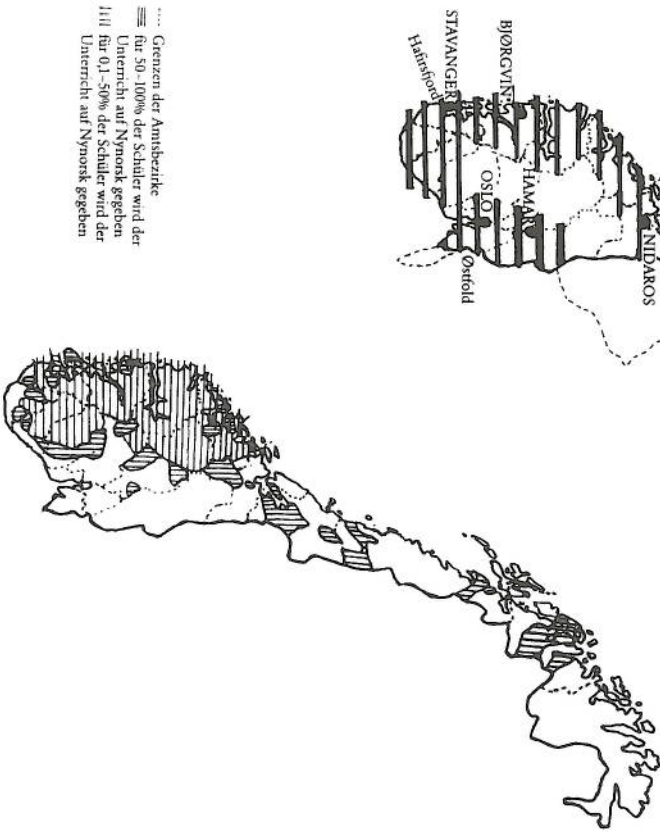 NIDAROS
HAMAR
OSLO
Østfold
BJØRGVIN
STAVANGER
Hafirsfjord
Grenzen der Amtsbezirke
für 50-100% der Schüler wird der
Unterricht auf Nynorsk gegeben
für 0,1-50% der Schüler wird der
Unterricht auf Nynorsk gegeben